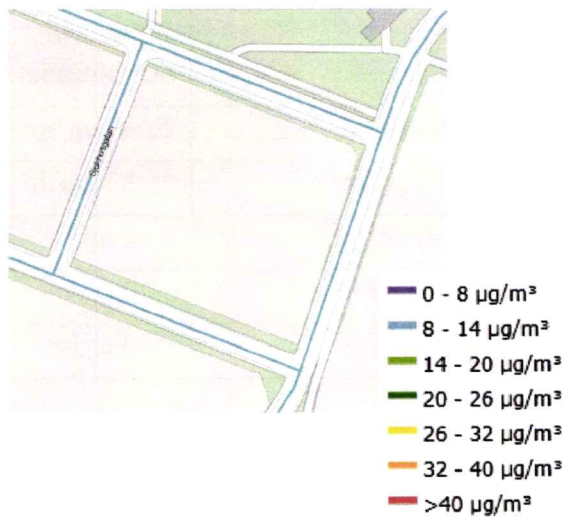 Sjukhusgatan
0 - 8 µg/m³
8 - 14 µg/m³
14 - 20 µg/m³
20 - 26 µg/m³
26 - 32 µg/m³
32 - 40 µg/m³
>40 µg/m³